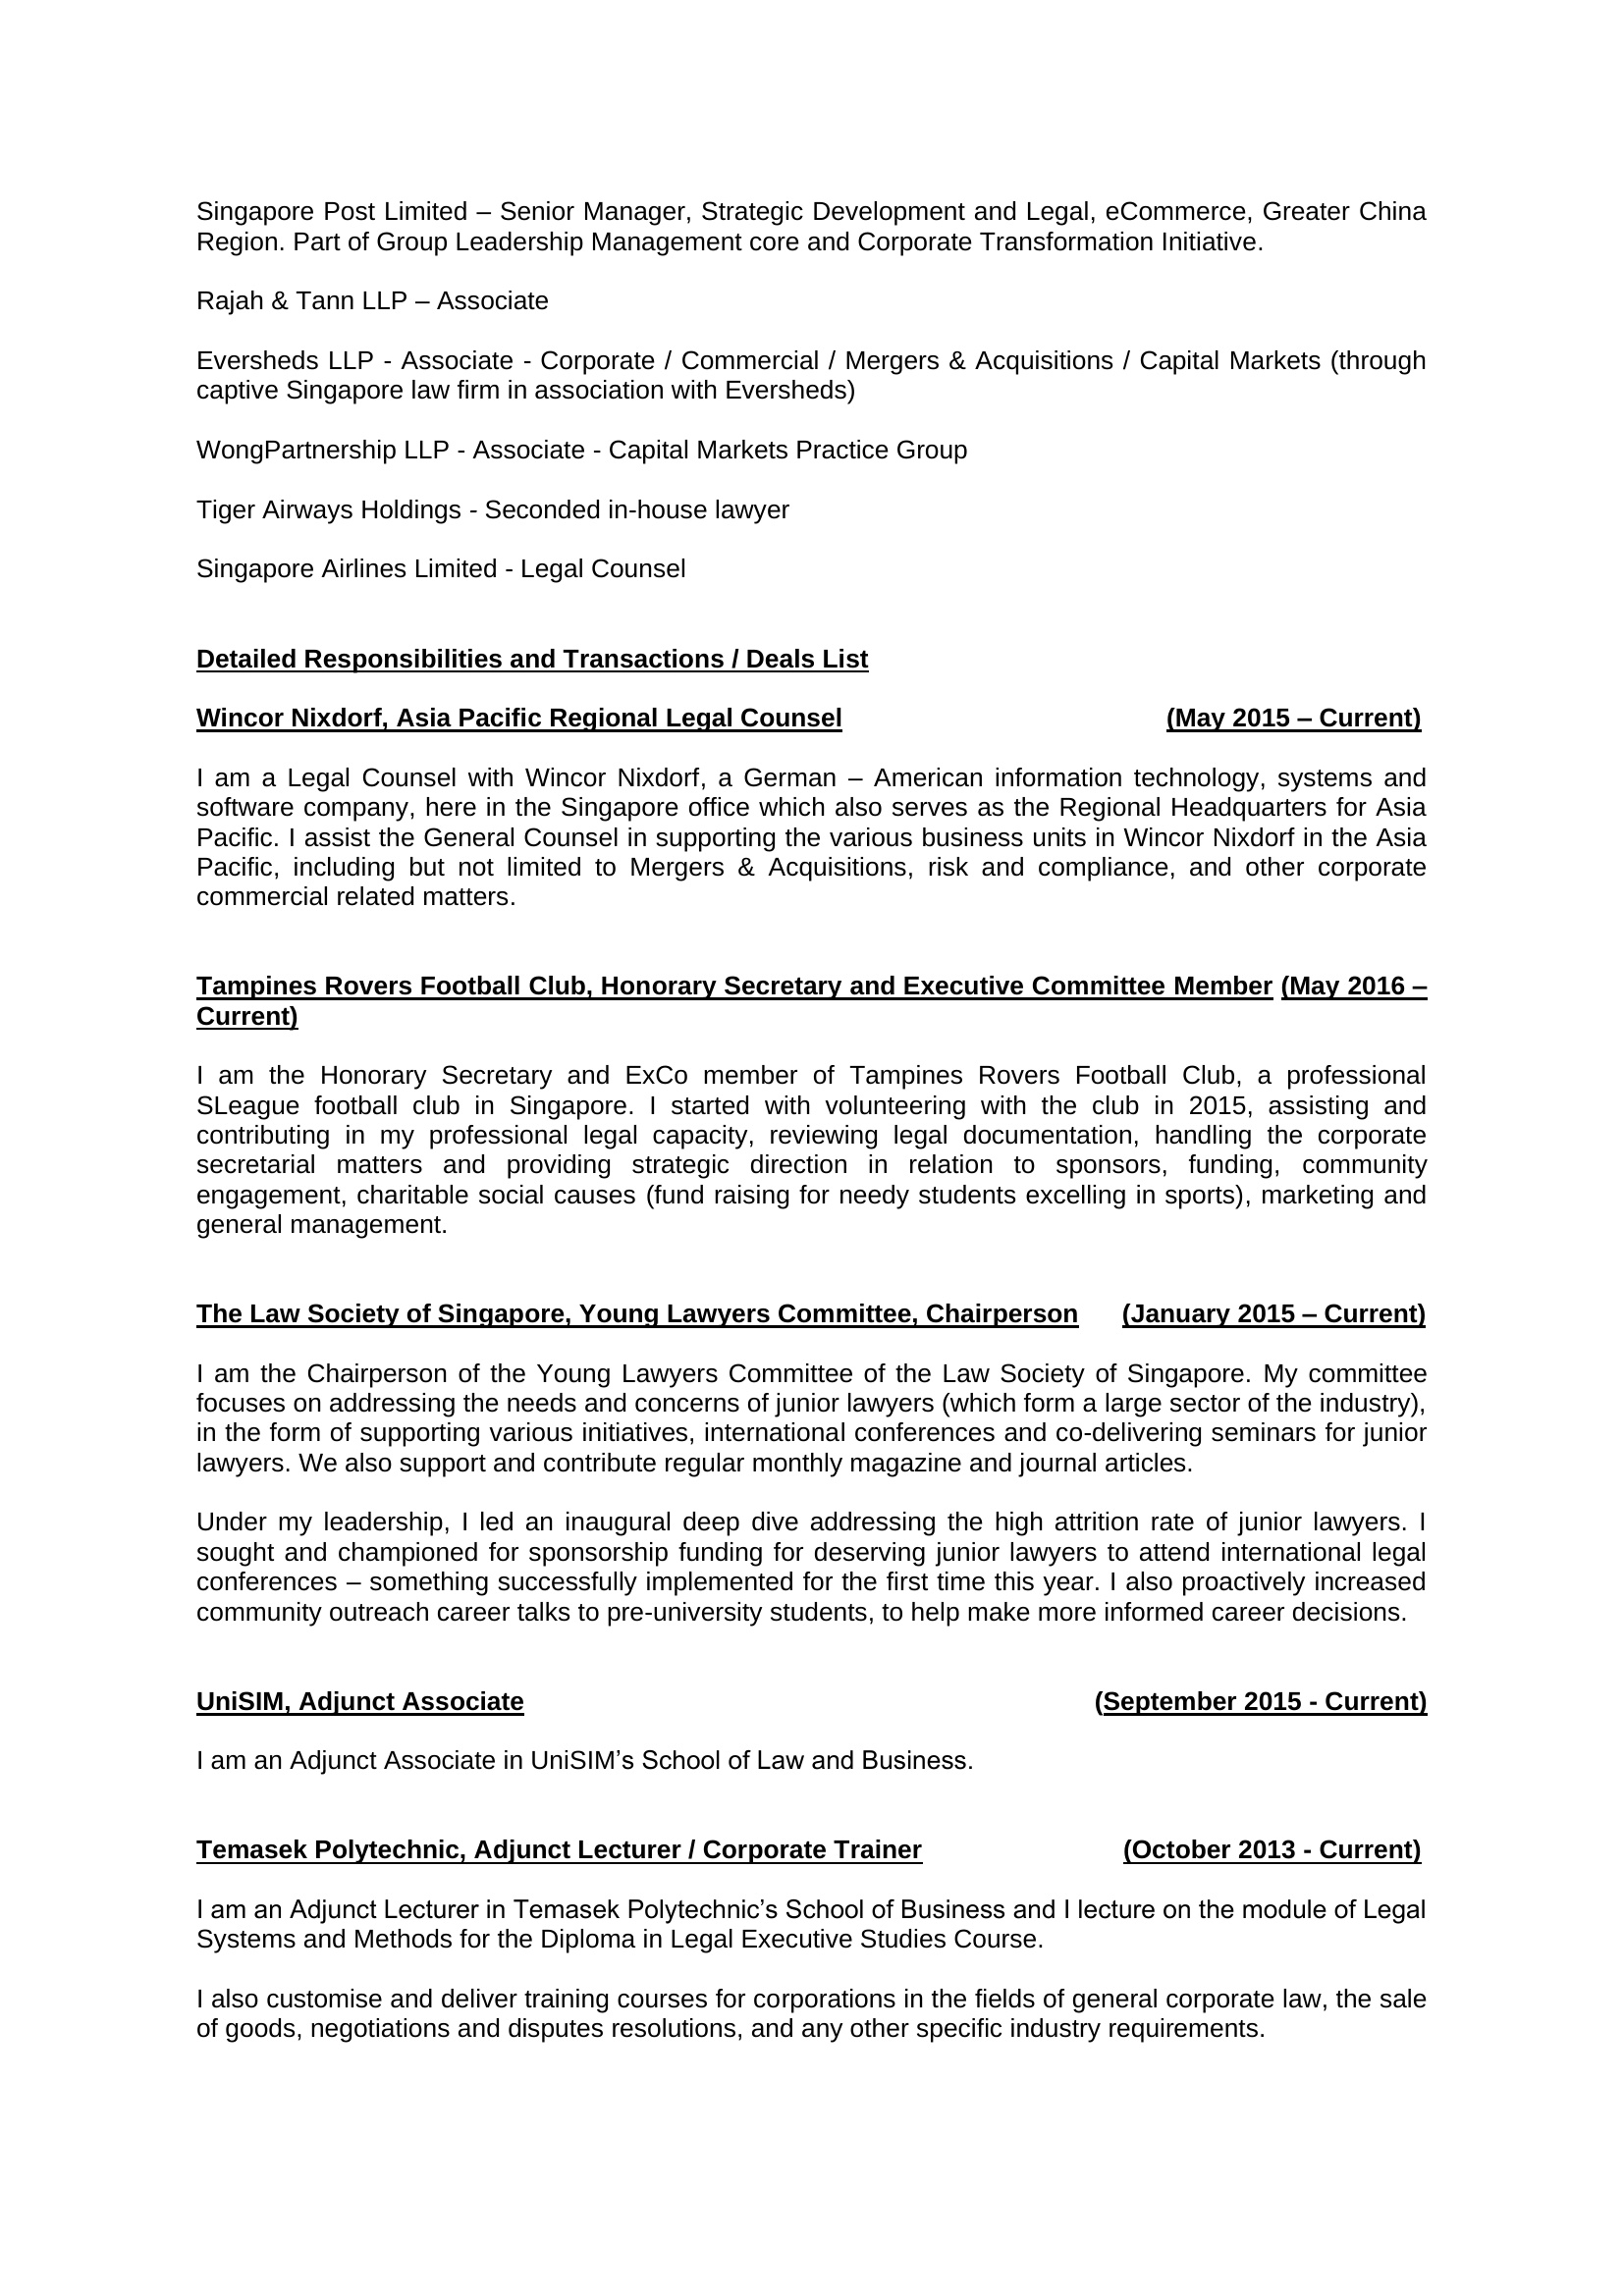 Singapore Post Limited – Senior Manager, Strategic Development and Legal, eCommerce, Greater China
Region. Part of Group Leadership Management core and Corporate Transformation Initiative.
Rajah & Tann LLP – Associate
Eversheds LLP - Associate - Corporate / Commercial / Mergers & Acquisitions / Capital Markets (through
captive Singapore law firm in association with Eversheds)
WongPartnership LLP - Associate - Capital Markets Practice Group
Tiger Airways Holdings - Seconded in-house lawyer
Singapore Airlines Limited - Legal Counsel
Detailed Responsibilities and Transactions / Deals List
Wincor Nixdorf, Asia Pacific Regional Legal Counsel (May 2015 – Current)
I am a Legal Counsel with Wincor Nixdorf, a German – American information technology, systems and
software company, here in the Singapore office which also serves as the Regional Headquarters for Asia
Pacific. I assist the General Counsel in supporting the various business units in Wincor Nixdorf in the Asia
Pacific, including but not limited to Mergers & Acquisitions, risk and compliance, and other corporate
commercial related matters.
Tampines Rovers Football Club, Honorary Secretary and Executive Committee Member (May 2016 –
Current)
I am the Honorary Secretary and ExCo member of Tampines Rovers Football Club, a professional
SLeague football club in Singapore. I started with volunteering with the club in 2015, assisting and
contributing in my professional legal capacity, reviewing legal documentation, handling the corporate
secretarial matters and providing strategic direction in relation to sponsors, funding, community
engagement, charitable social causes (fund raising for needy students excelling in sports), marketing and
general management.
The Law Society of Singapore, Young Lawyers Committee, Chairperson (January 2015 – Current)
I am the Chairperson of the Young Lawyers Committee of the Law Society of Singapore. My committee
focuses on addressing the needs and concerns of junior lawyers (which form a large sector of the industry),
in the form of supporting various initiatives, international conferences and co-delivering seminars for junior
lawyers. We also support and contribute regular monthly magazine and journal articles.
Under my leadership, I led an inaugural deep dive addressing the high attrition rate of junior lawyers. I
sought and championed for sponsorship funding for deserving junior lawyers to attend international legal
conferences – something successfully implemented for the first time this year. I also proactively increased
community outreach career talks to pre-university students, to help make more informed career decisions.
UniSIM, Adjunct Associate (September 2015 - Current)
I am an Adjunct Associate in UniSIM’s School of Law and Business.
Temasek Polytechnic, Adjunct Lecturer / Corporate Trainer (October 2013 - Current)
I am an Adjunct Lecturer in Temasek Polytechnic’s School of Business and I lecture on the module of Legal
Systems and Methods for the Diploma in Legal Executive Studies Course.
I also customise and deliver training courses for corporations in the fields of general corporate law, the sale
of goods, negotiations and disputes resolutions, and any other specific industry requirements.